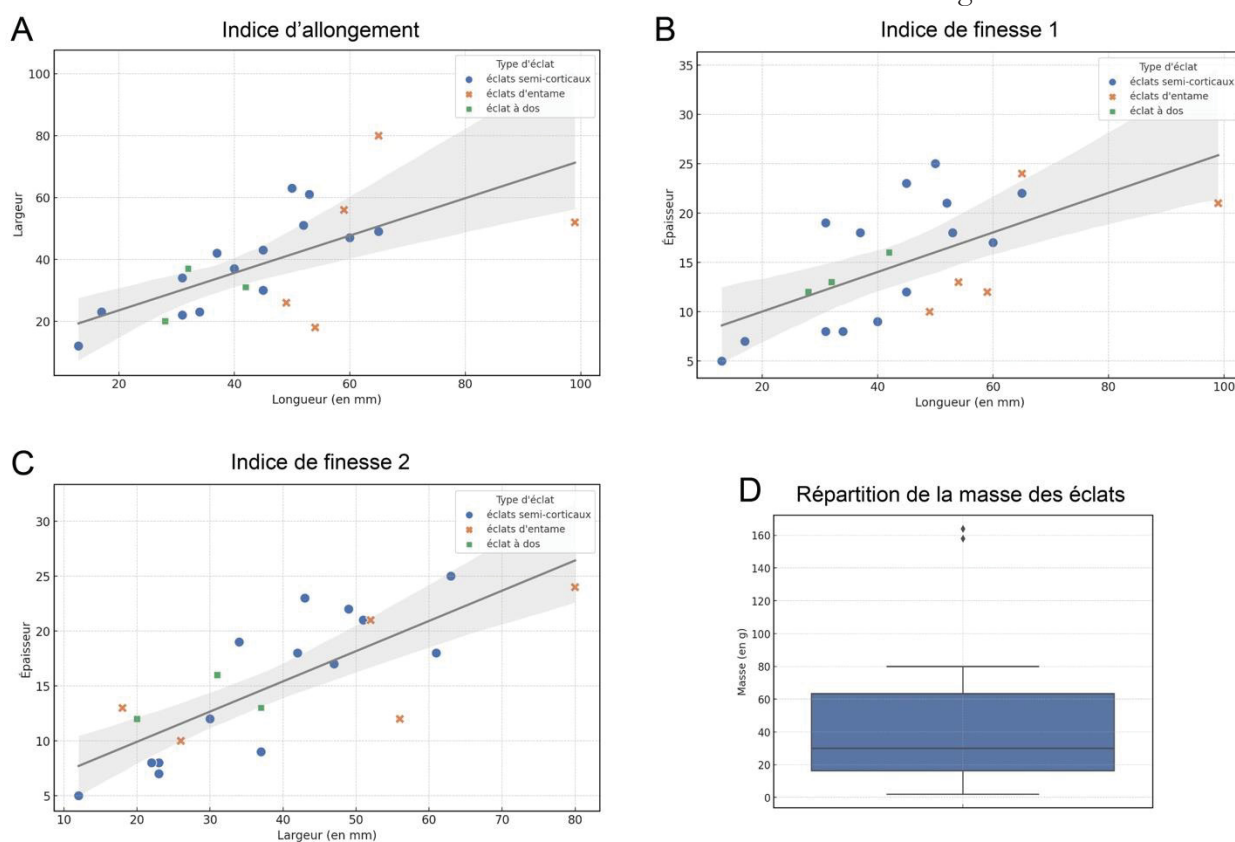 g
A
Indice d'allongement
Type d'éclat
éclats semi-corticaux
éclats d'entame
éclat à dos
100
80
60
40
20
Largeur
20 40 60 80 100
Longueur (en mm)
B
Indice de finesse 1
Type d'éclat
éclats semi-corticaux
éclats d'entame
éclat à dos
35
30
25
20
15
10
5
Épaisseur
20 40 60 80 100
Longueur (en mm)
C
Indice de finesse 2
Type d'éclat
éclats semi-corticaux
éclats d'entame
éclat à dos
30
25
20
15
10
5
Épaisseur
10 20 30 40 50 60 70 80
Largeur (en mm)
D
Répartition de la masse des éclats
160
140
120
100
80
60
40
20
0
Masse (en g)